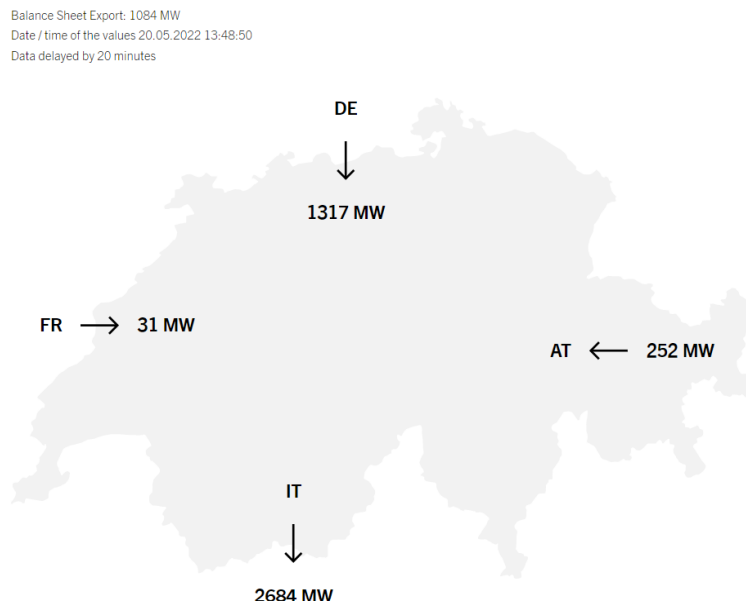 Balance Sheet Export: 1084 MW
Date / time of the values 20.05.2022 13:48:50
Data delayed by 20 minutes
DE
1317 MW
FR
31 MW
AT
252 MW
IT
2684 MW